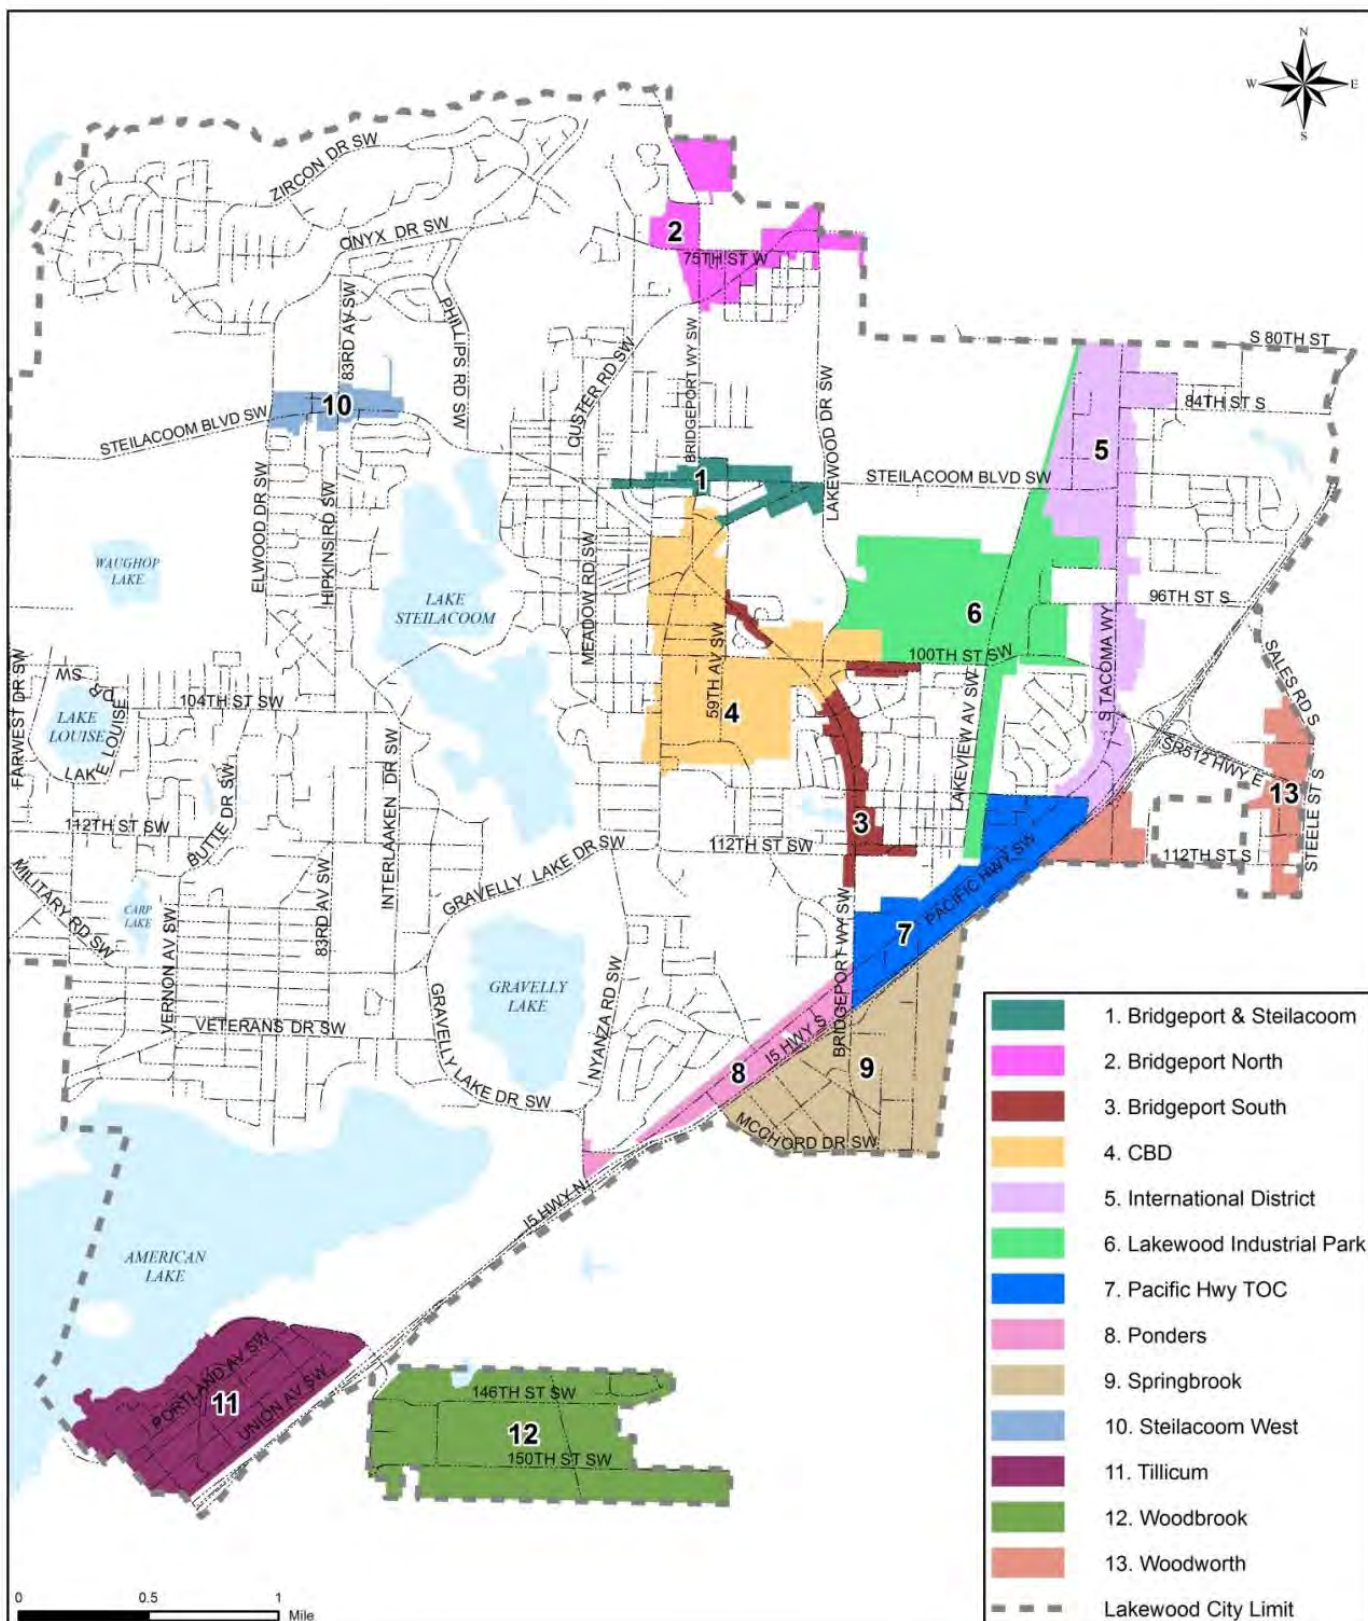 N
W
E
S
ZIRCON DR SW
ONYX DR SW
2
75TH ST W
83RD AV SW
PHILLIPS RD SW
CUSTER RD SW
BRIDGEPORT WY SW
LAKEWOOD DR SW
S 80TH ST
84TH ST S
10
STEILACOOM BLVD SW
5
1
STEILACOOM BLVD SW
ELWOOD DR SW
HIPKINS RD SW
WAUGHOP
LAKE
LAKE
STEILACOOM
MEADOW RD SW
96TH ST S
6
S TACOMA WY
100TH ST SW
SALES RD S
FARWEST DR SW
LAKE LOUISE DR SW
LAKE
LOUISE
104TH ST SW
59TH AV SW
4
LAKEVIEW AV SW
SR512 HWY E
13
STEELE ST S
112TH ST SW
BUTTE DR SW
INTERLAAKEN DR SW
3
112TH ST SW
112TH ST S
GRAVELLY LAKE DR SW
MILITARY RD SW
CARP
LAKE
83RD AV SW
VERNON AV SW
PACIFIC HWY SW
7
BRIDGEPORT WY SW
GRAVELLY
LAKE
NYANZA RD SW
VETERANS DR SW
GRAVELLY LAKE DR SW
I5 HWY S
8
9
MCCHORD DR SW
I5 HWY N
AMERICAN
LAKE
PORTLAND AV SW
11
UNION AV SW
146TH ST SW
12
150TH ST SW
1. Bridgeport & Steilacoom
2. Bridgeport North
3. Bridgeport South
4. CBD
5. International District
6. Lakewood Industrial Park
7. Pacific Hwy TOC
8. Ponders
9. Springbrook
10. Steilacoom West
11. Tillicum
12. Woodbrook
13. Woodworth
Lakewood City Limit
0 0.5 1
Mile